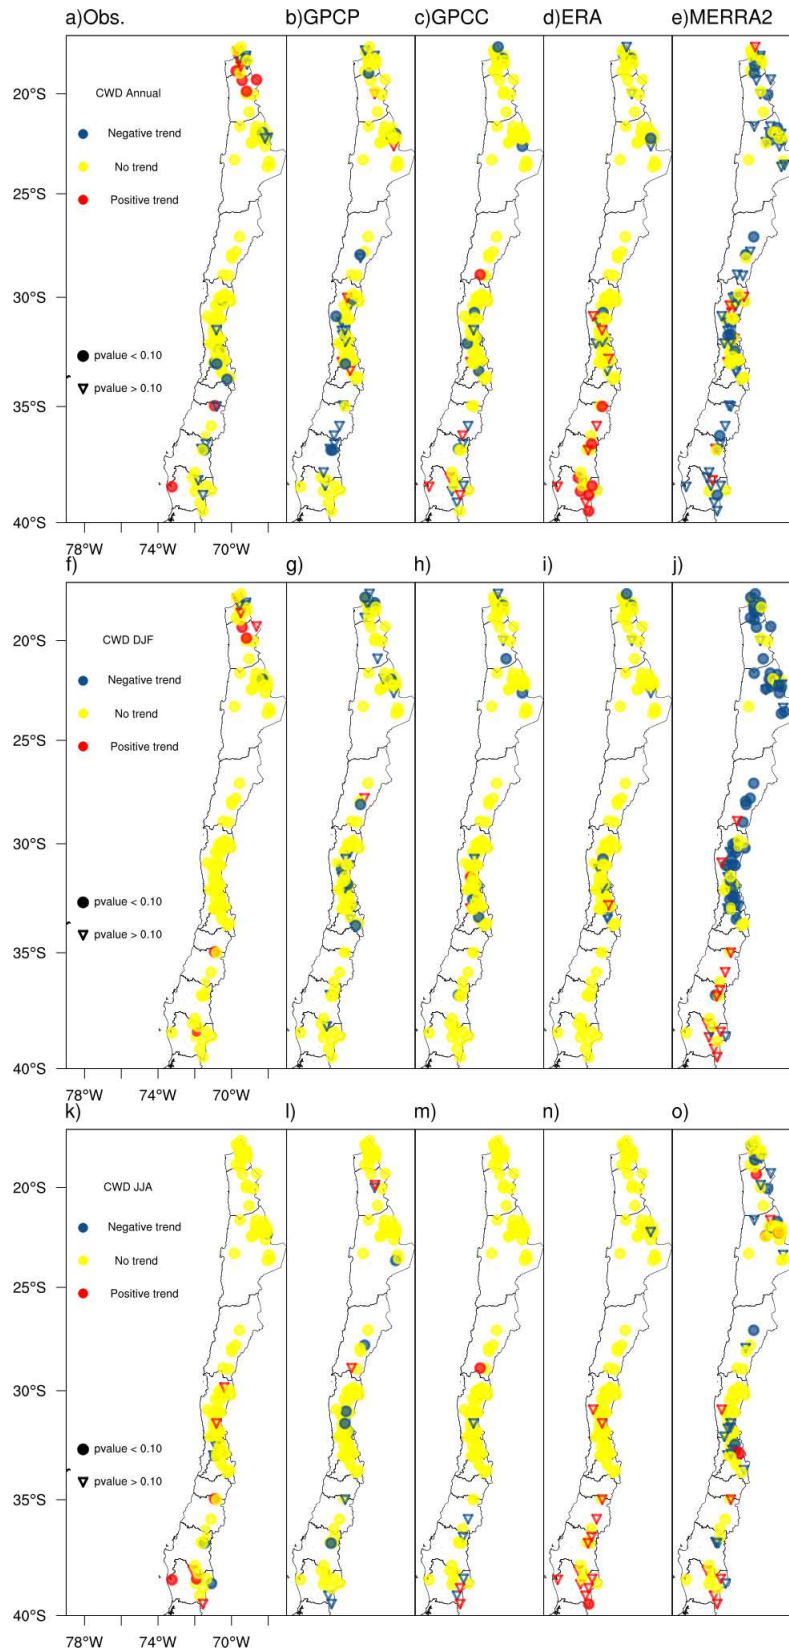 a)Obs. b)GPCP c)GPCC d)ERA e)MERRA2
20°S CWD Annual
Negative trend
No trend
25°S Positive trend
30°S
pvalue < 0.10
pvalue > 0.10
35°S
40°S
78°W 74°W 70°W
f) g) h) i) j)
20°S CWD DJF
Negative trend
No trend
25°S Positive trend
30°S
pvalue < 0.10
pvalue > 0.10
35°S
40°S
78°W 74°W 70°W
k) l) m) n) o)
20°S CWD JJA
Negative trend
No trend
25°S Positive trend
30°S
pvalue < 0.10
pvalue > 0.10
35°S
40°S
78°W 74°W 70°W